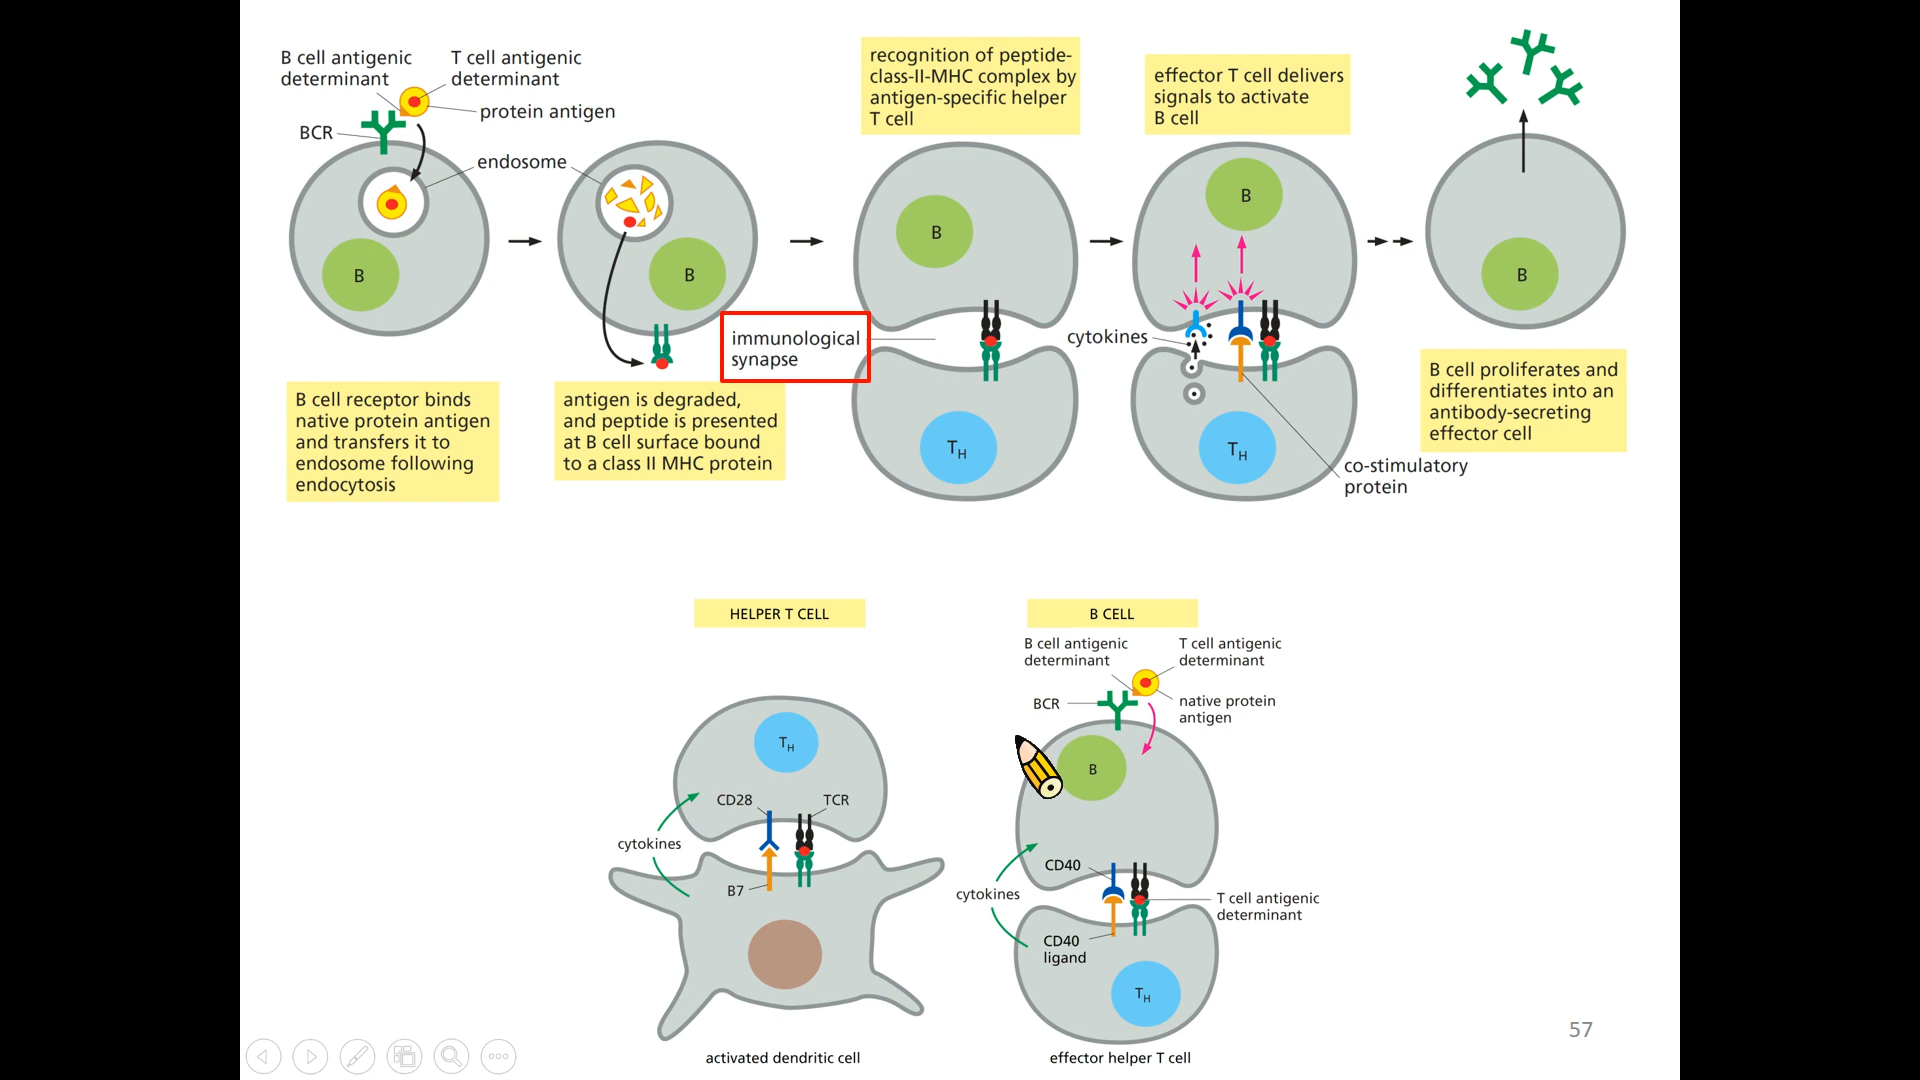 B cell antigenic
determinant
T cell antigenic
determinant
protein antigen
BCR
endosome
B
B cell receptor binds
native protein antigen
and transfers it to
endosome following
endocytosis
B
antigen is degraded,
and peptide is presented
at B cell surface bound
to a class II MHC protein
recognition of peptide-
class-II-MHC complex by
antigen-specific helper
T cell
B
immunological
synapse
TH
effector T cell delivers
signals to activate
B cell
B
cytokines
TH
co-stimulatory
protein
B
B cell proliferates and
differentiates into an
antibody-secreting
effector cell
HELPER T CELL
TH
CD28
TCR
cytokines
B7
activated dendritic cell
B CELL
B cell antigenic
determinant
T cell antigenic
determinant
BCR
native protein
antigen
B
CD40
cytokines
T cell antigenic
determinant
CD40
ligand
TH
effector helper T cell
57